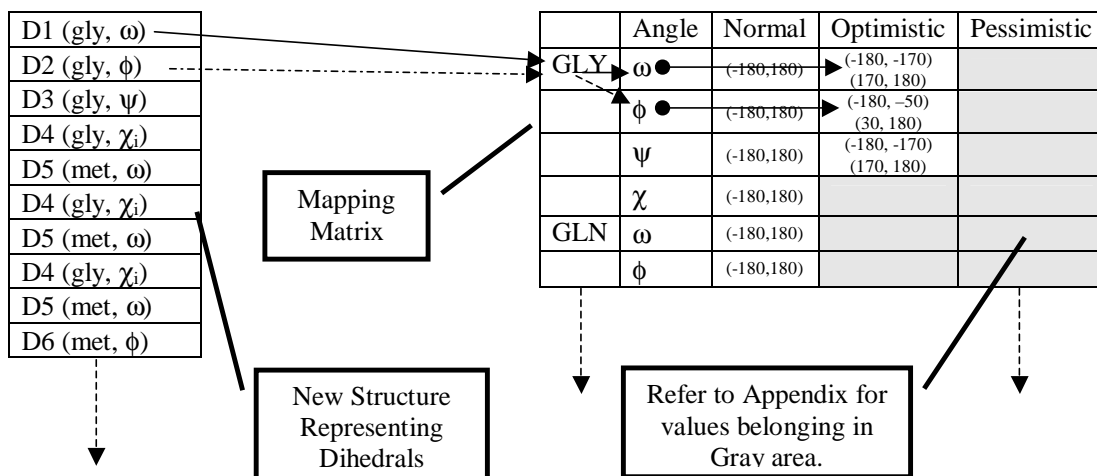 D1 (gly, ω)
D2 (gly, ϕ)
D3 (gly, ψ)
D4 (gly, χi)
D5 (met, ω)
D4 (gly, χi)
D5 (met, ω)
D4 (gly, χi)
D5 (met, ω)
D6 (met, ϕ)
Angle Normal Optimistic Pessimistic
GLY ω (-180,180) (-180, -170)
(170, 180)
ϕ (-180,180) (-180, –50)
(30, 180)
ψ (-180,180) (-180, -170)
(170, 180)
χ (-180,180)
GLN ω (-180,180)
ϕ (-180,180)
Mapping
Matrix
New Structure
Representing
Dihedrals
Refer to Appendix for
values belonging in
Gray area.